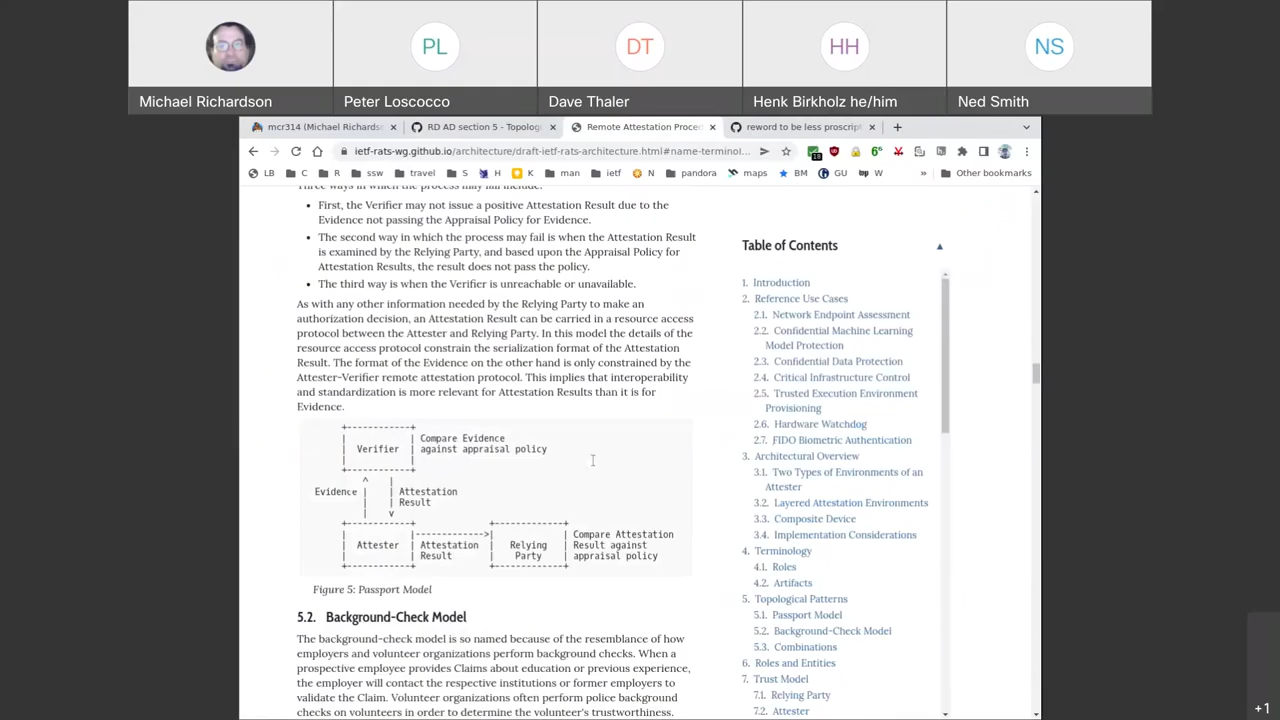 PL
DT
HH
NS
Michael Richardson
Peter Loscocco
Dave Thaler
Henk Birkholz he/him
Ned Smith
mcr314 (Michael Richards
RD AD section 5 - Topolog
Remote Attestation Proced
reword to be less proscript
ietf-rats-wg.github.io/architecture/draft-ietf-rats-architecture.html#name-terminol...
18
LB
C
R
ssw
travel
S
H
K
man
ietf
N
pandora
maps
BM
GU
W
»
Other bookmarks
Three ways in which the process may fail include:
• First, the Verifier may not issue a positive Attestation Result due to the
Evidence not passing the Appraisal Policy for Evidence.
• The second way in which the process may fail is when the Attestation Result
is examined by the Relying Party, and based upon the Appraisal Policy for
Attestation Results, the result does not pass the policy.
• The third way is when the Verifier is unreachable or unavailable.
As with any other information needed by the Relying Party to make an
authorization decision, an Attestation Result can be carried in a resource access
protocol between the Attester and Relying Party. In this model the details of the
resource access protocol constrain the serialization format of the Attestation
Result. The format of the Evidence on the other hand is only constrained by the
Attester-Verifier remote attestation protocol. This implies that interoperability
and standardization is more relevant for Attestation Results than it is for
Evidence.
Verifier
Compare Evidence
against appraisal policy
Evidence
Attestation
Result
Attester
Attestation
Result
Relying
Party
Compare Attestation
Result against
appraisal policy
Figure 5: Passport Model
5.2. Background-Check Model
The background-check model is so named because of the resemblance of how
employers and volunteer organizations perform background checks. When a
prospective employee provides Claims about education or previous experience,
the employer will contact the respective institutions or former employers to
validate the Claim. Volunteer organizations often perform police background
checks on volunteers in order to determine the volunteer's trustworthiness.
Table of Contents
1. Introduction
2. Reference Use Cases
2.1. Network Endpoint Assessment
2.2. Confidential Machine Learning
Model Protection
2.3. Confidential Data Protection
2.4. Critical Infrastructure Control
2.5. Trusted Execution Environment
Provisioning
2.6. Hardware Watchdog
2.7. FIDO Biometric Authentication
3. Architectural Overview
3.1. Two Types of Environments of an
Attester
3.2. Layered Attestation Environments
3.3. Composite Device
3.4. Implementation Considerations
4. Terminology
4.1. Roles
4.2. Artifacts
5. Topological Patterns
5.1. Passport Model
5.2. Background-Check Model
5.3. Combinations
6. Roles and Entities
7. Trust Model
7.1. Relying Party
7.2. Attester
+1